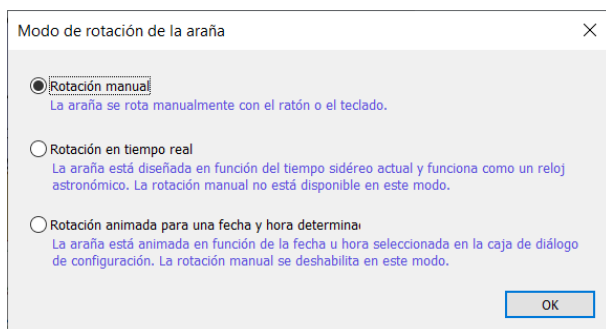 Modo de rotación de la araña
Rotación manual
La araña se rota manualmente con el ratón o el teclado.
Rotación en tiempo real
La araña está diseñada en función del tiempo sidéreo actual y funciona como un reloj
astronómico. La rotación manual no está disponible en este modo.
Rotación animada para una fecha y hora determina
La araña está animada en función de la fecha u hora seleccionada en la caja de diálogo
de configuración. La rotación manual se deshabilita en este modo.
OK